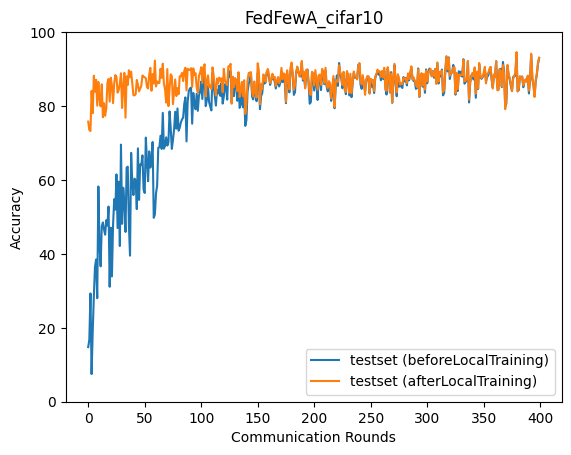 FedFewA_cifar10
100
80
60
40
20
0
Accuracy
0 50 100 150 200 250 300 350 400
Communication Rounds
testset (beforeLocalTraining)
testset (afterLocalTraining)